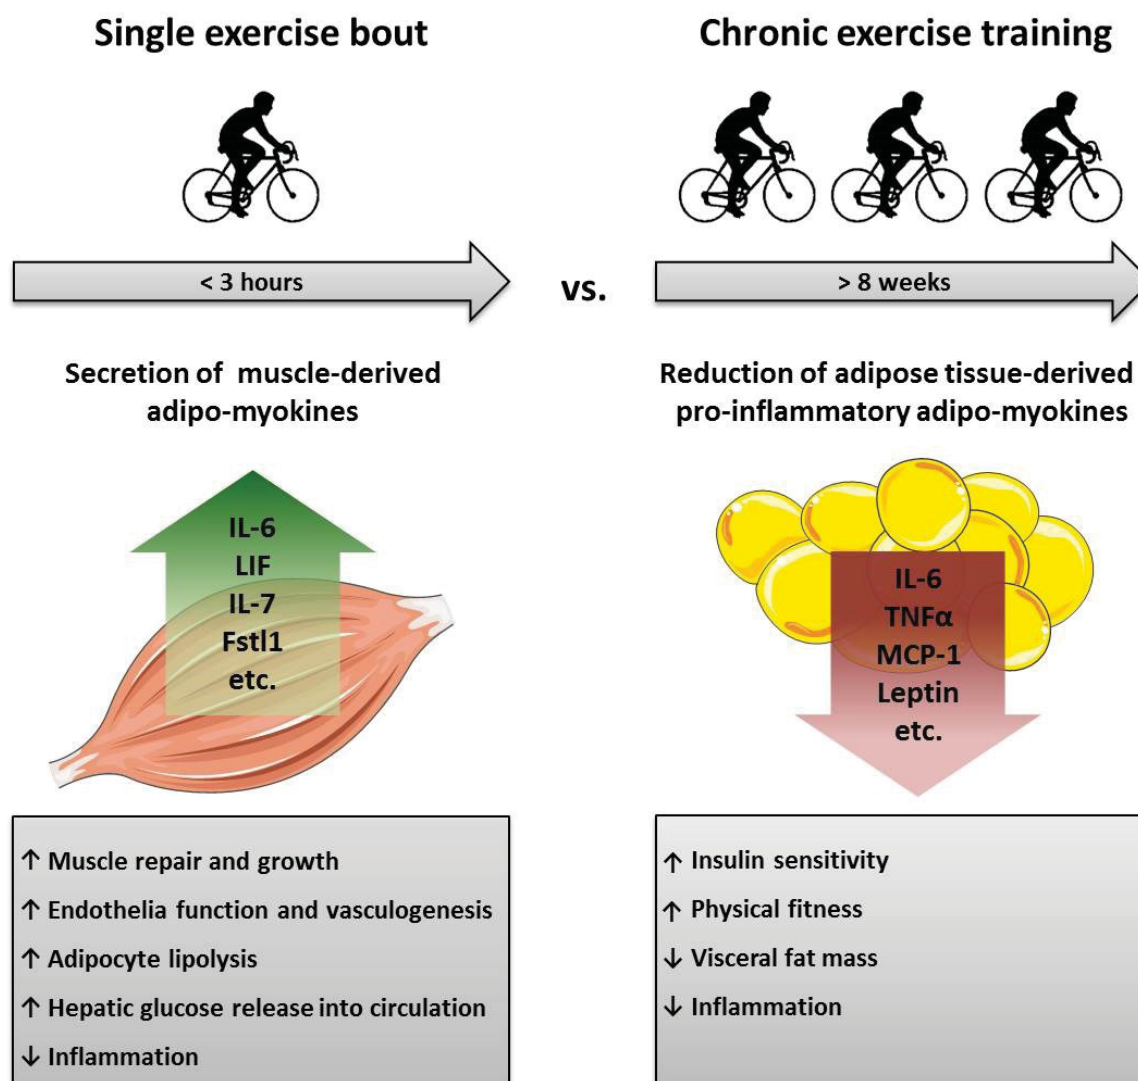 Single exercise bout
< 3 hours
Secretion of muscle-derived
adipo-myokines
IL-6
LIF
IL-7
Fstl1
etc.
↑ Muscle repair and growth
↑ Endothelia function and vasculogenesis
↑ Adipocyte lipolysis
↑ Hepatic glucose release into circulation
↓ Inflammation
vs.
Chronic exercise training
> 8 weeks
Reduction of adipose tissue-derived
pro-inflammatory adipo-myokines
IL-6
TNFα
MCP-1
Leptin
etc.
↑ Insulin sensitivity
↑ Physical fitness
↓ Visceral fat mass
↓ Inflammation